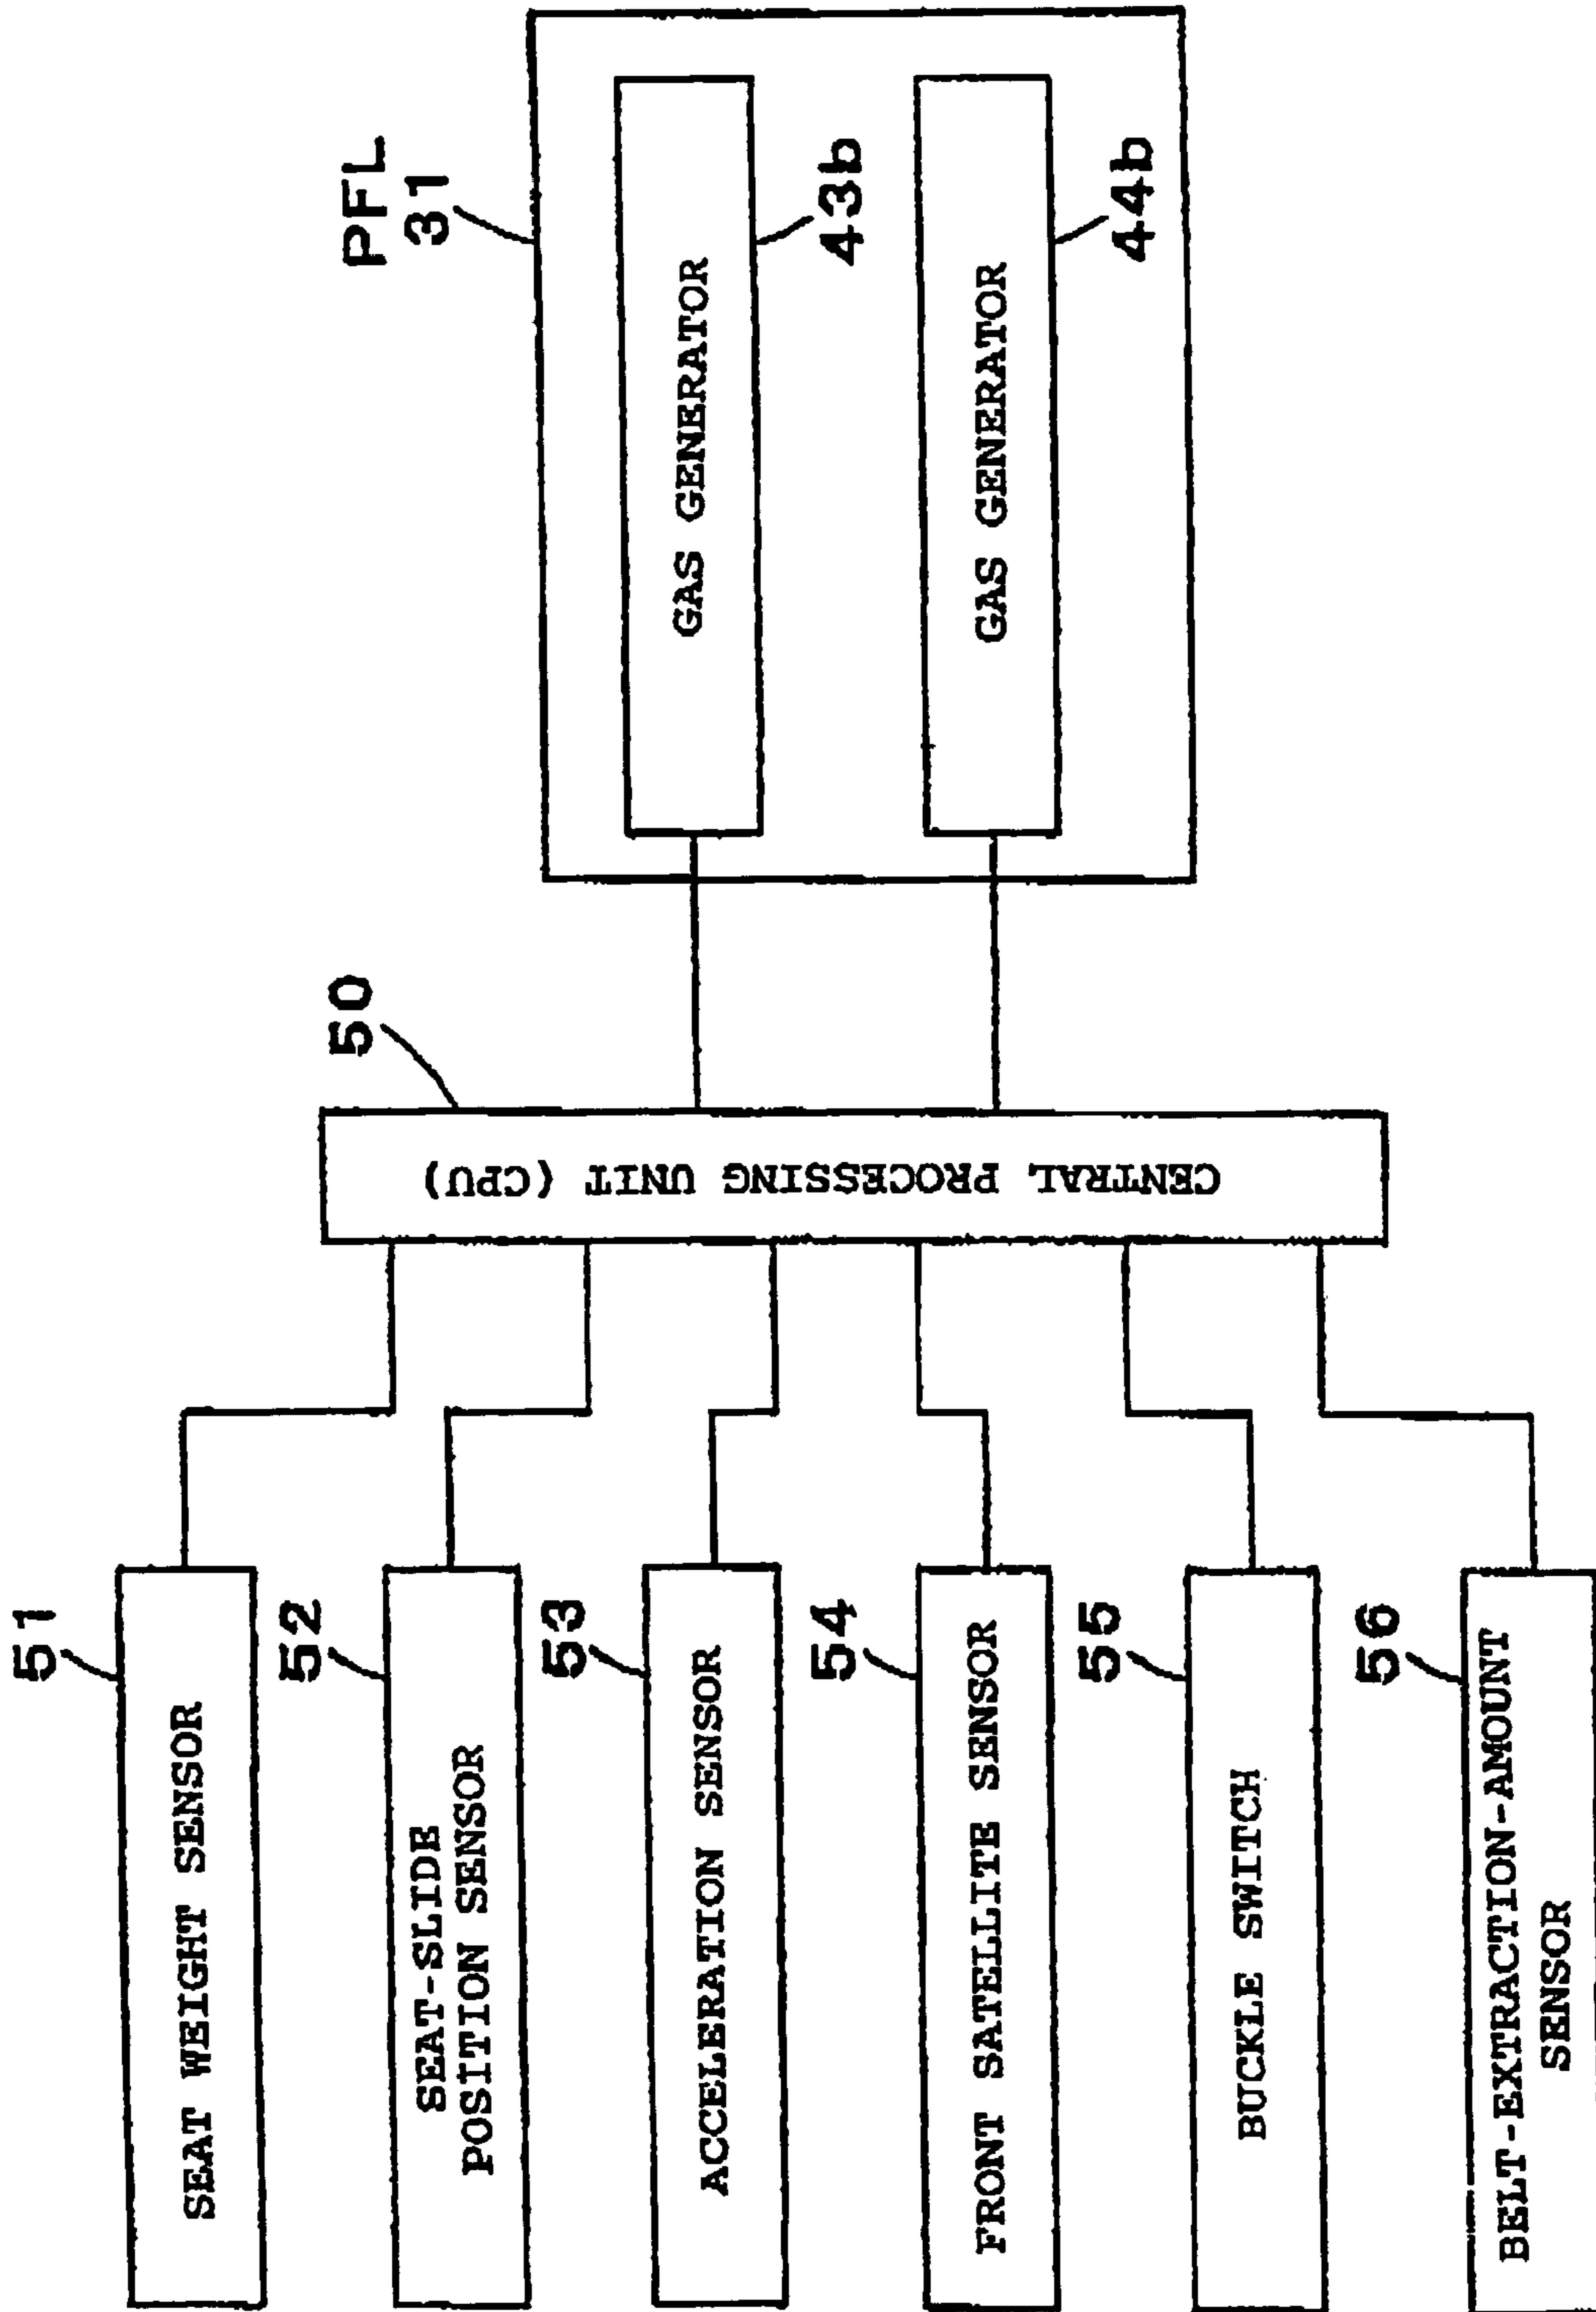 51
SEAT WEIGHT SENSOR
52
SEAT-SLIDE
POSITION SENSOR
53
ACCELERATION SENSOR
54
FRONT SATELLITE SENSOR
55
BUCKLE SWITCH
56
BELT-EXTRACTION-AMOUNT
SENSOR
50
CENTRAL PROCESSING UNIT (CPU)
PFL
31
GAS GENERATOR
43b
GAS GENERATOR
44b